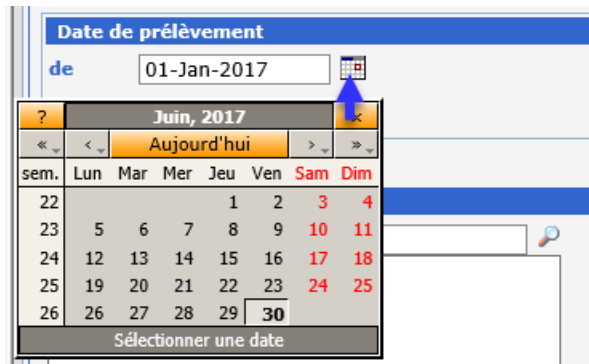 Date de prélèvement
de 01-Jan-2017
? Juin, 2017 ×
« ‹ Aujourd'hui › »
sem. Lun Mar Mer Jeu Ven Sam Dim
22 1 2 3 4
23 5 6 7 8 9 10 11
24 12 13 14 15 16 17 18
25 19 20 21 22 23 24 25
26 26 27 28 29 30
Sélectionner une date